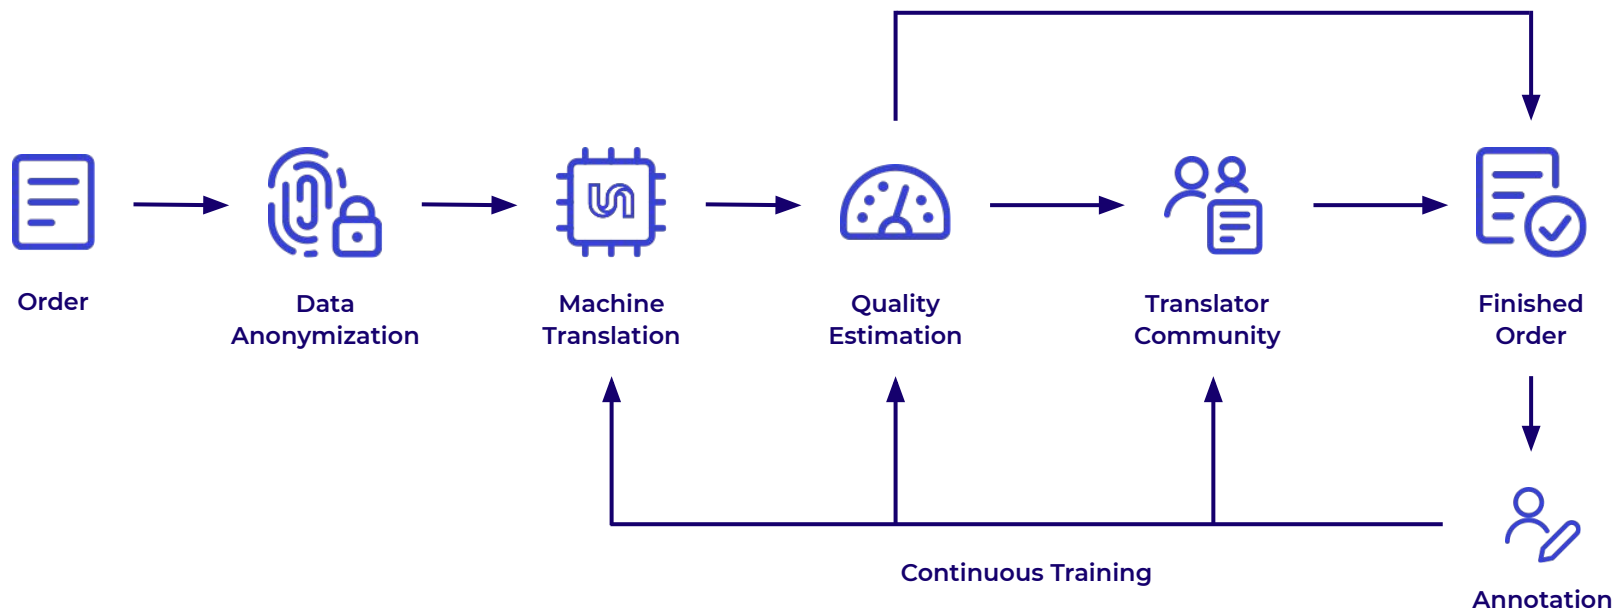 Order
Data
Anonymization
Machine
Translation
Quality
Estimation
Translator
Community
Finished
Order
Continuous Training
Annotation